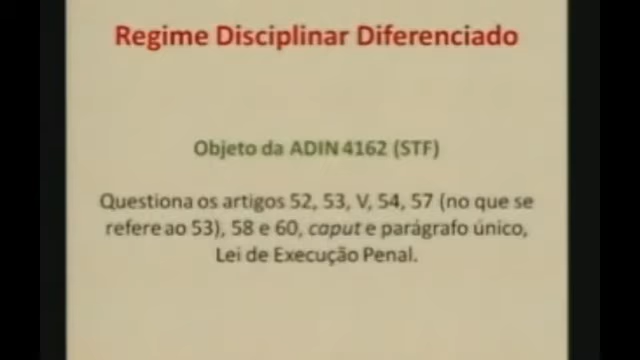 Regime Disciplinar Diferenciado
Objeto da ADIN 4162 (STF)
Questiona os artigos 52, 53, V, 54, 57 (no que se
refere ao 53), 58 e 60, caput e parágrafo único,
Lei de Execução Penal.